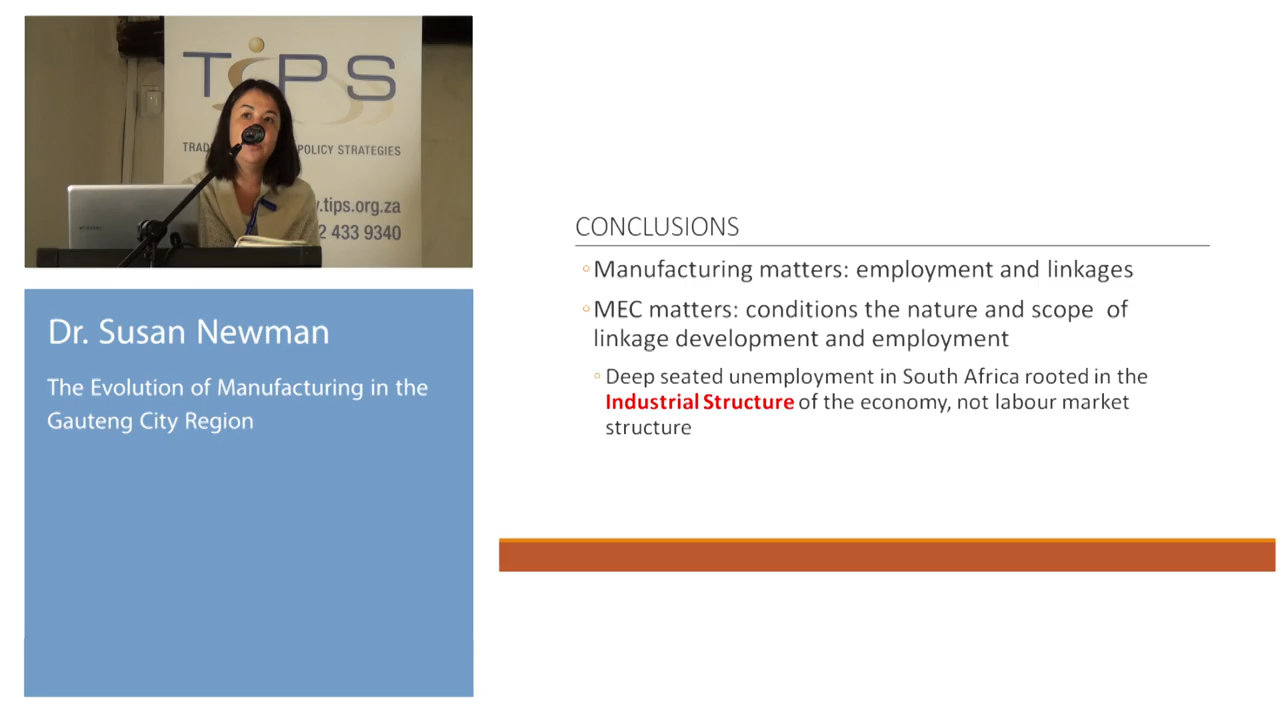 TIPS
TRAD POLICY STRATEGIES
.tips.org.za
2 433 9340
Dr. Susan Newman
The Evolution of Manufacturing in the
Gauteng City Region
CONCLUSIONS
◦Manufacturing matters: employment and linkages
◦MEC matters: conditions the nature and scope of
linkage development and employment
◦Deep seated unemployment in South Africa rooted in the
Industrial Structure of the economy, not labour market
structure